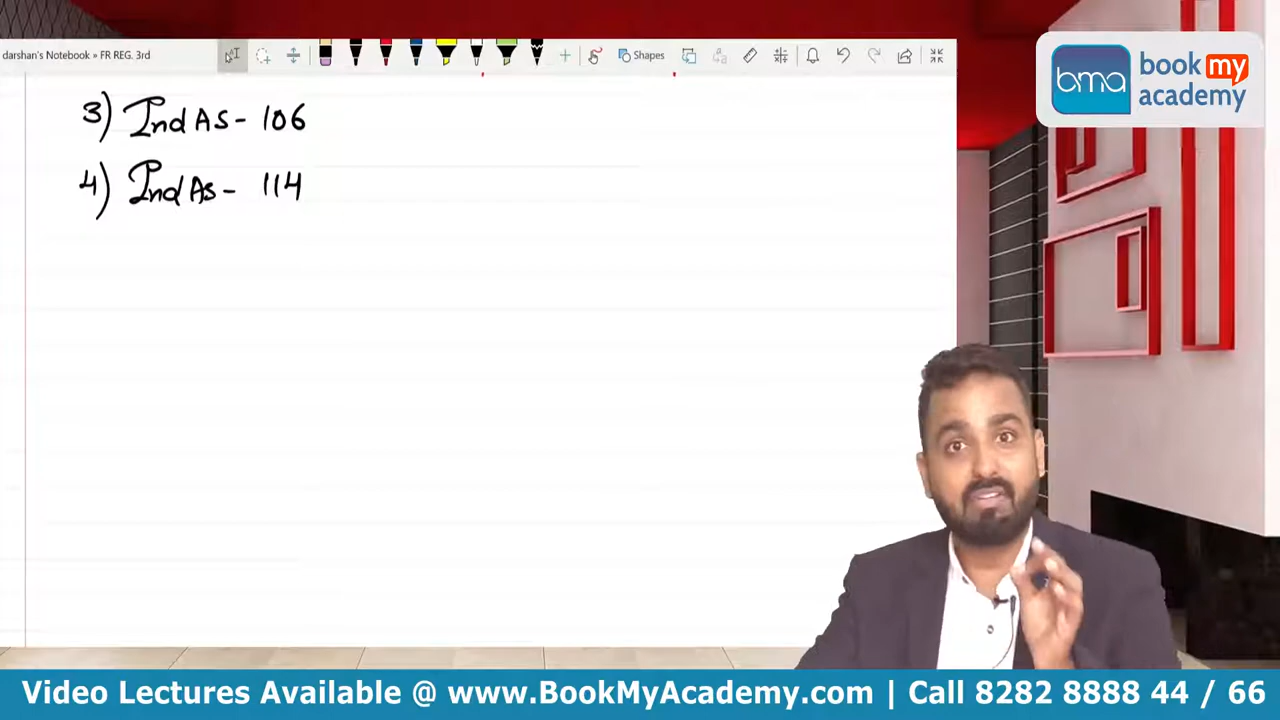 darshan's Notebook » FR REG. 3rd
Shapes
bma
book my
academy
3) Ind AS - 106
4) Ind As - 114
Video Lectures Available @ www.BookMyAcademy.com | Call 8282 8888 44 / 66